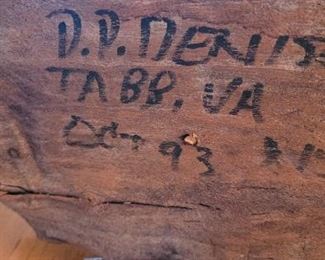 D.D. DENIS
TABB, VA
Oct 93